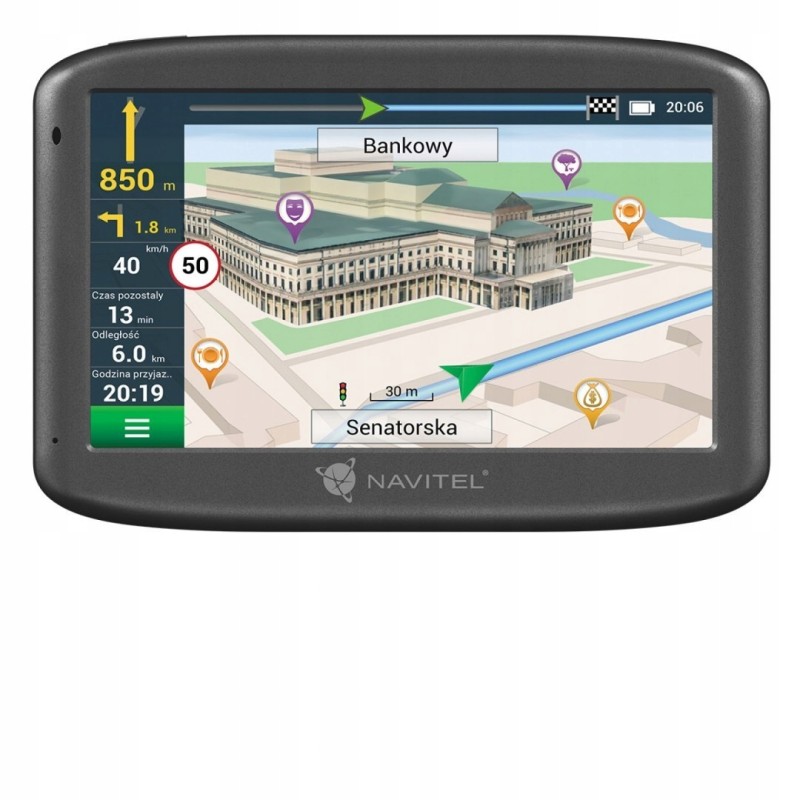 20:06
Bankowy
850 m
1.8 km
km/h
40
50
Czas pozostaly
13 min
Odległość
6.0 km
Godzina przyjaz..
20:19
30 m
Senatorska
NAVITEL®